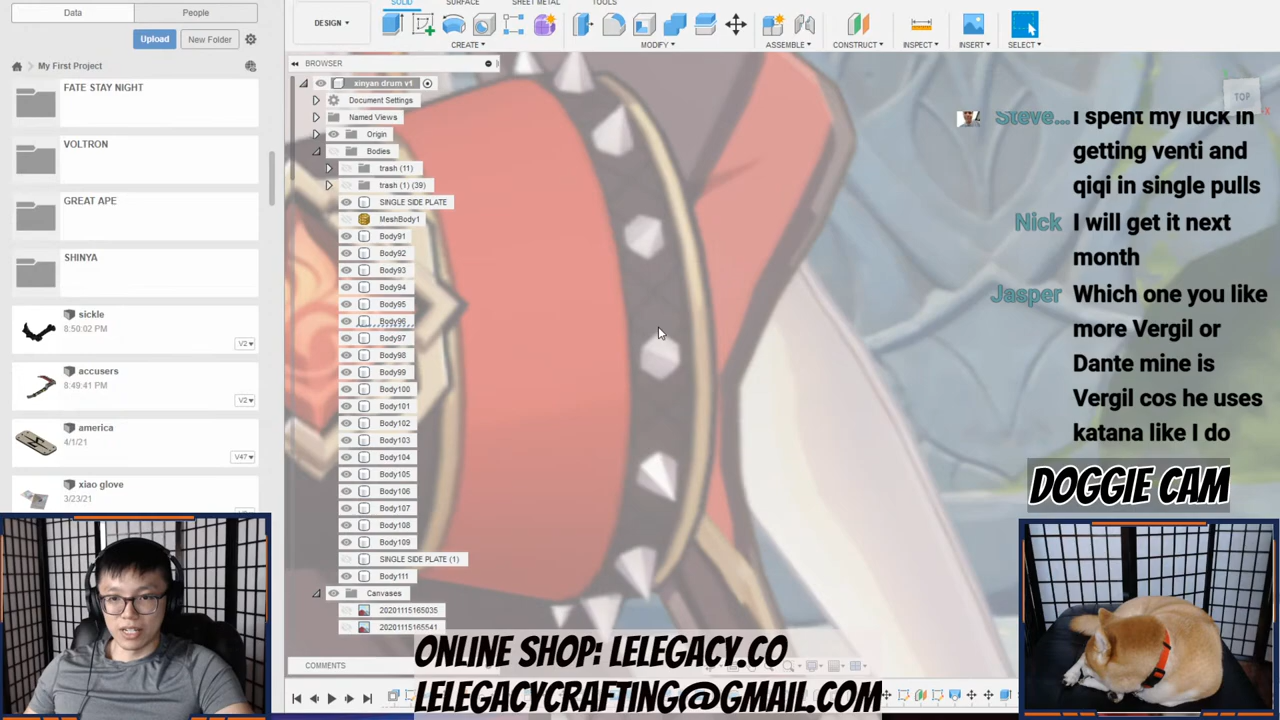 Data
People
Upload
New Folder
My First Project
FATE STAY NIGHT
VOLTRON
GREAT APE
SHINYA
sickle
8:50:02 PM
V2
accusers
8:49:41 PM
V2
america
4/1/21
V47
xiao glove
3/23/21
DESIGN
SOLID
SURFACE
SHEET METAL
TOOLS
CREATE
MODIFY
ASSEMBLE
CONSTRUCT
INSPECT
INSERT
SELECT
BROWSER
xinyan drum v1
Document Settings
Named Views
Origin
Bodies
trash (11)
trash (1) (39)
SINGLE SIDE PLATE
MeshBody1
Body91
Body92
Body93
Body94
Body95
Body96
Body97
Body98
Body99
Body100
Body101
Body102
Body103
Body104
Body105
Body106
Body107
Body108
Body109
SINGLE SIDE PLATE (1)
Body111
Canvases
20201115165035
20201115165541
COMMENTS
TOP
X
Steve... I spent my luck in
getting venti and
qiqi in single pulls
Nick I will get it next
month
Jasper Which one you like
more Vergil or
Dante mine is
Vergil cos he uses
katana like I do
DOGGIE CAM
ONLINE SHOP: LELEGACY.CO
LELEGACYCRAFTING@GMAIL.COM